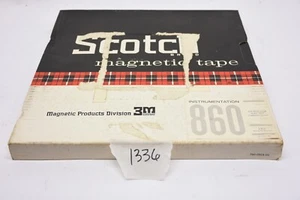 Scotch
magnetic tape
INSTRUMENTATION
Magnetic Products Division 3M
860
1336